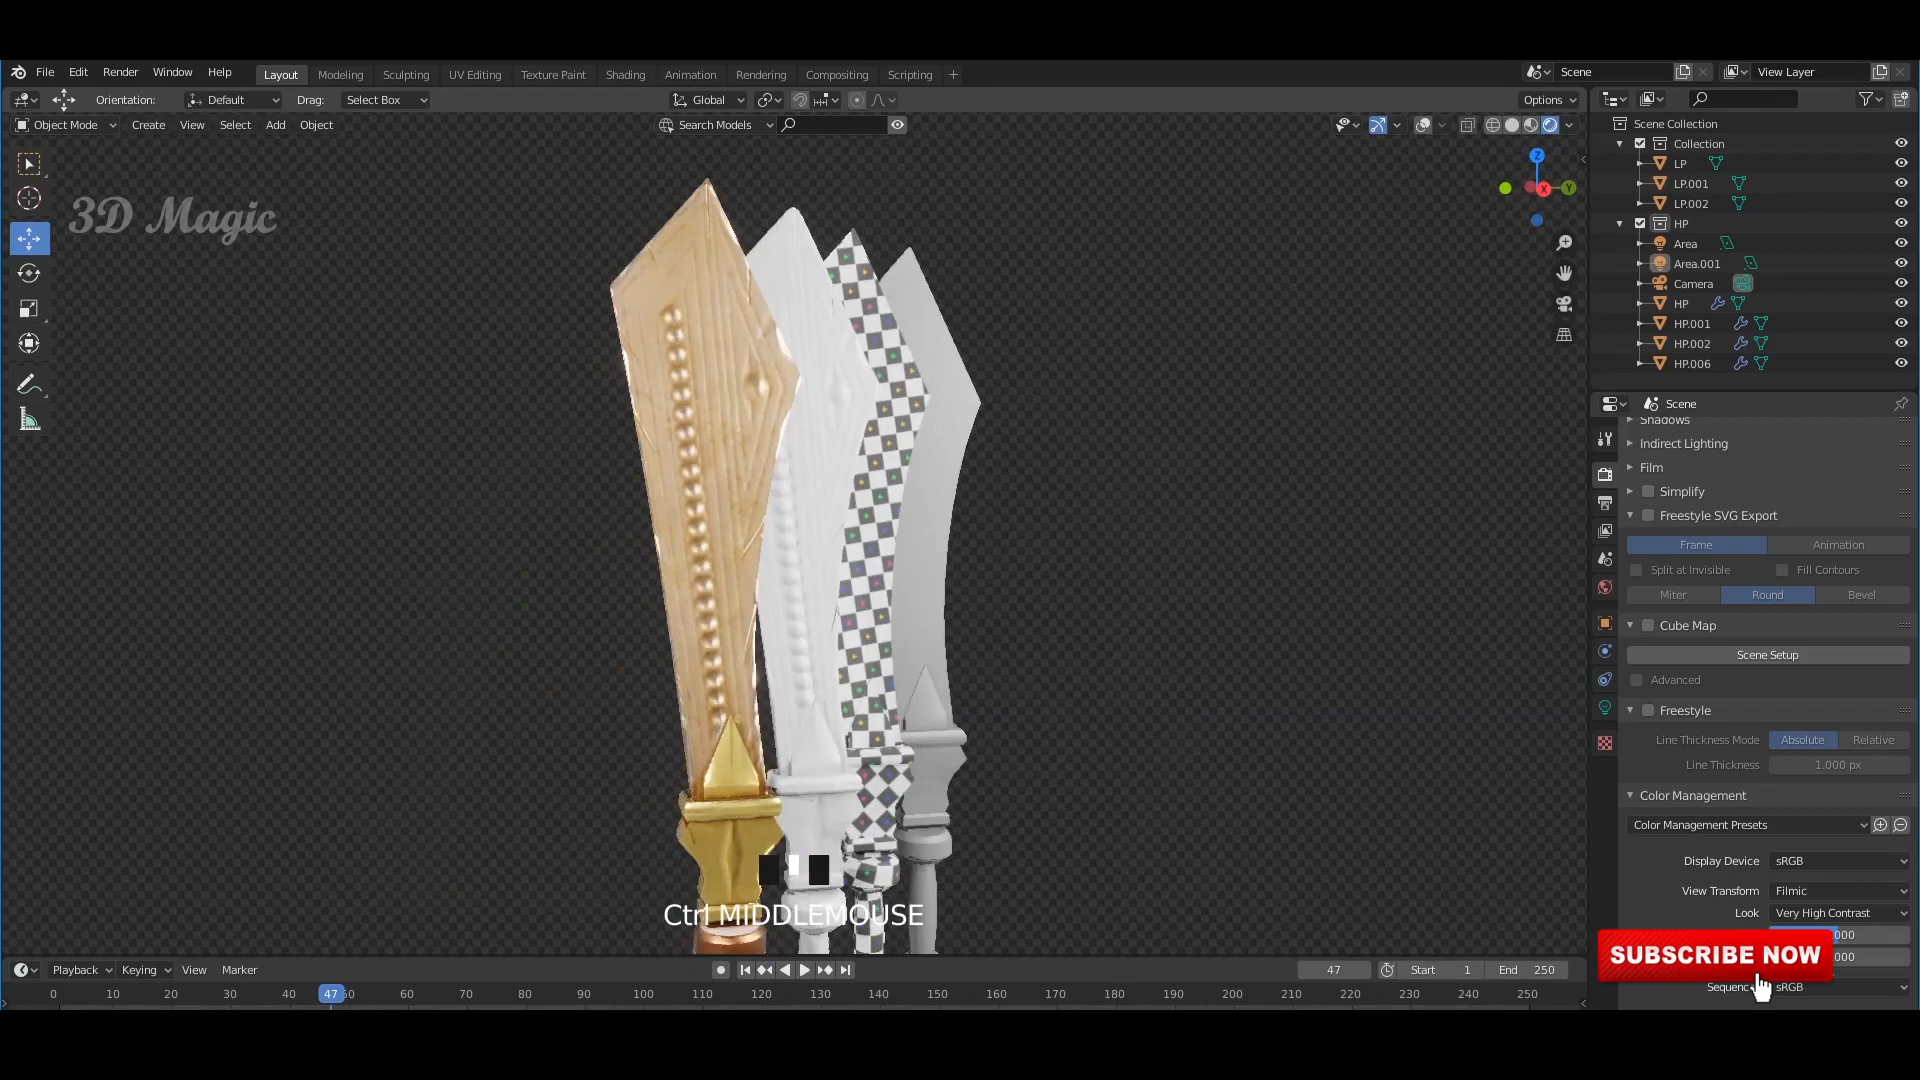 File Edit Render Window Help
Layout Modeling Sculpting UV Editing Texture Paint Shading Animation Rendering Compositing Scripting +
Scene
View Layer
Orientation: Default Drag: Select Box
Global
Options
Object Mode Create View Select Add Object
Search Models
3D Magic
Z
X
Y
Scene Collection
Collection
LP
LP.001
LP.002
HP
Area
Area.001
Camera
HP
HP.001
HP.002
HP.006
Scene
Shadows
Indirect Lighting
Film
Simplify
Freestyle SVG Export
Frame Animation
Split at Invisible Fill Contours
Miter Round Bevel
Cube Map
Scene Setup
Advanced
Freestyle
Line Thickness Mode Absolute Relative
Line Thickness 1.000 px
Color Management
Color Management Presets
Display Device sRGB
View Transform Filmic
Look Very High Contrast
000
SUBSCRIBE NOW
000
Sequenc sRGB
Ctrl MIDDLEMOUSE
Playback Keying View Marker
47 Start 1 End 250
0 10 20 30 40 47 50 60 70 80 90 100 110 120 130 140 150 160 170 180 190 200 210 220 230 240 250